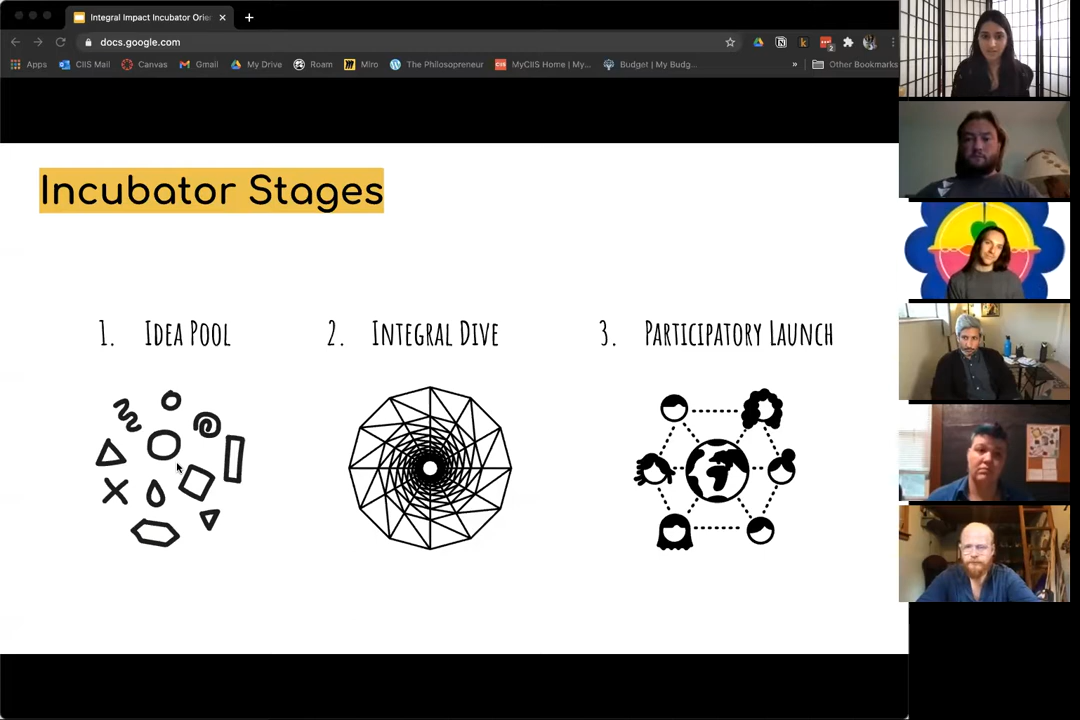 Integral Impact Incubator Orie
docs.google.com
Apps CIIS Mail Canvas Gmail My Drive Roam Miro The Philosopreneur MyCIIS Home | My... Budget | My Budg... » Other Bookmarks
Incubator Stages
1. IDEA POOL 2. INTEGRAL DIVE 3. PARTICIPATORY LAUNCH